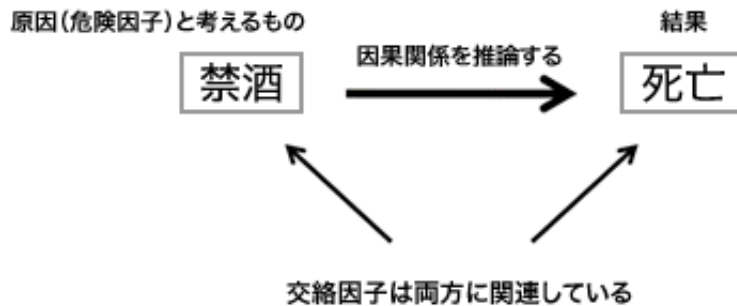 原因（危険因子）と考えるもの
結果
因果関係を推論する
禁酒
死亡
交絡因子は両方に関連している